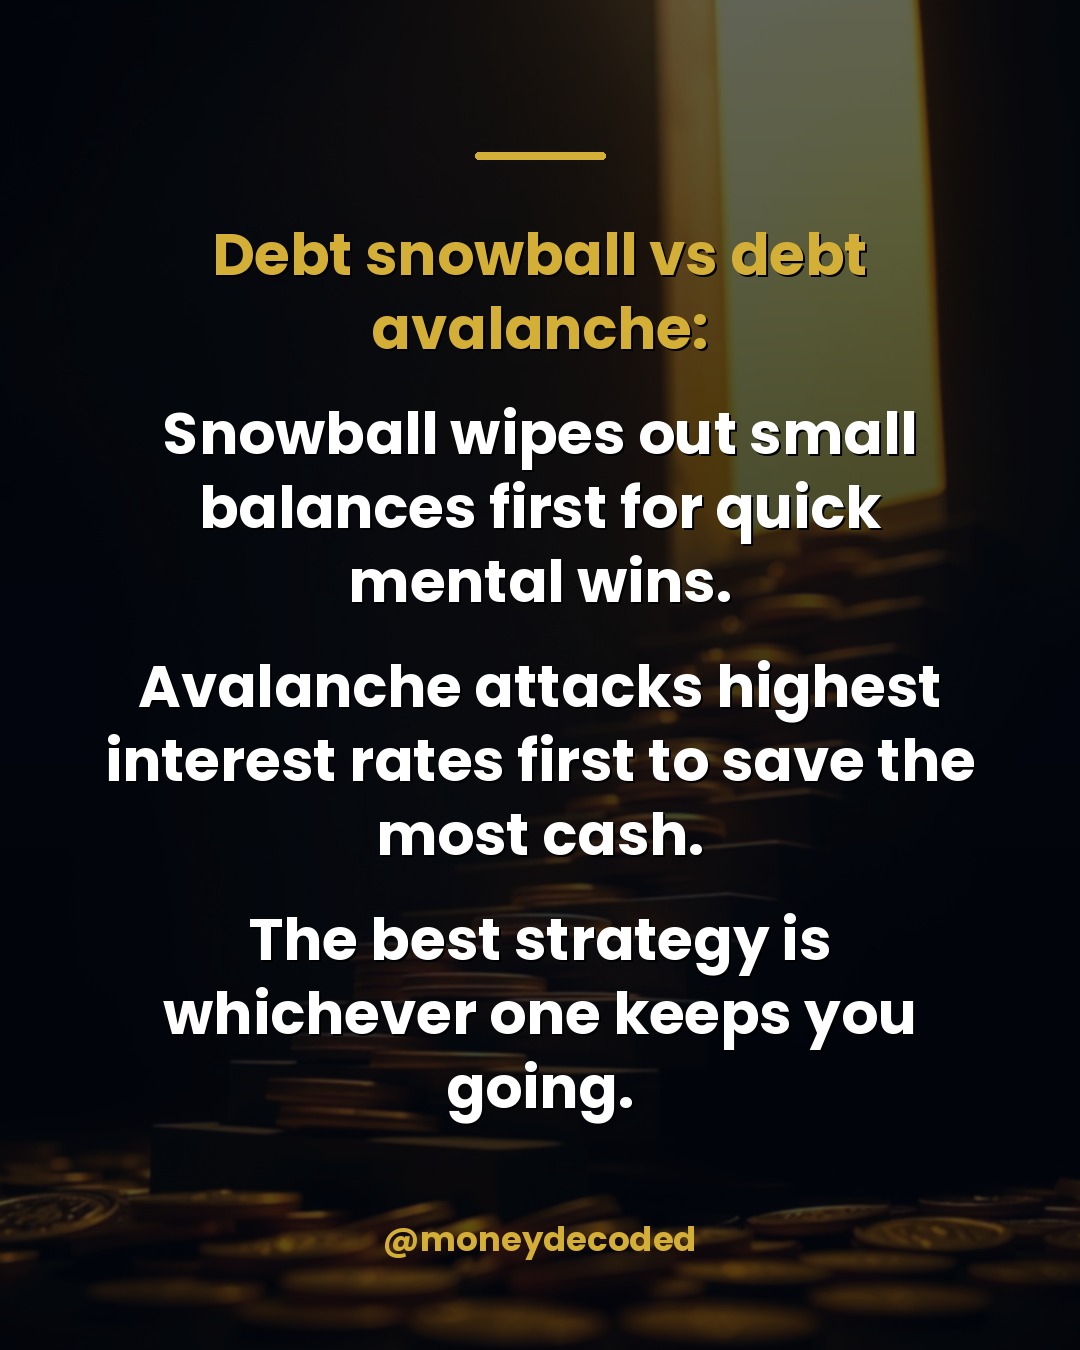 Debt snowball vs debt
avalanche:
Snowball wipes out small
balances first for quick
mental wins.
Avalanche attacks highest
interest rates first to save the
most cash.
The best strategy is
whichever one keeps you
going.
@moneydecoded